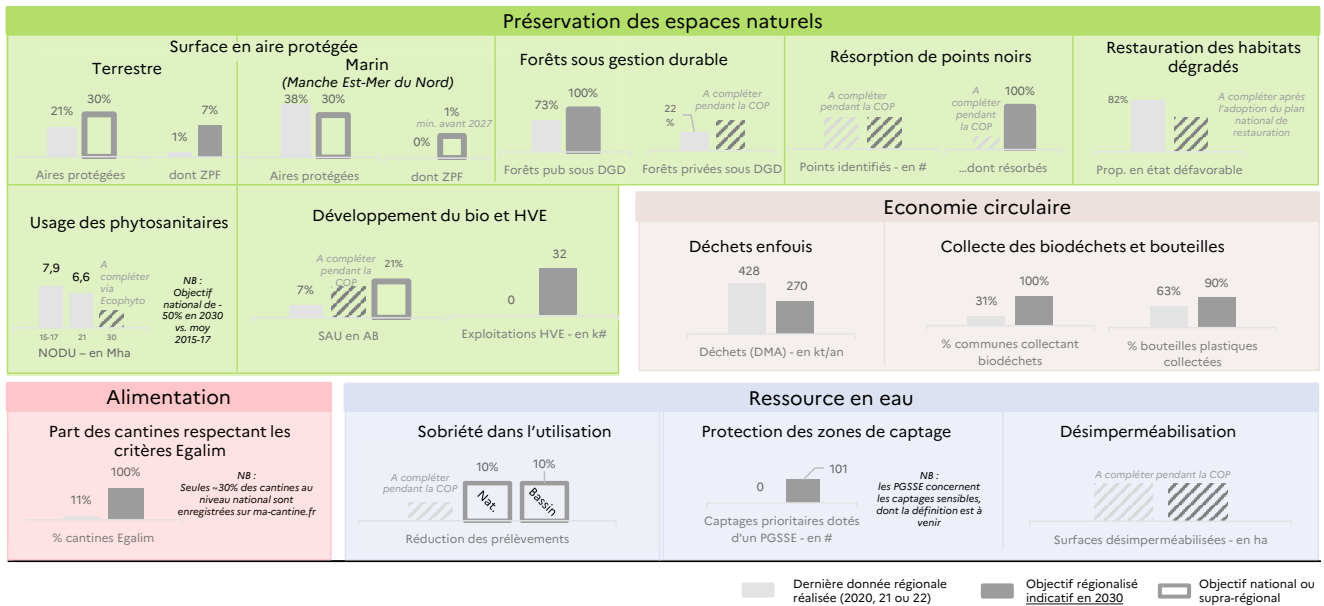 Préservation des espaces naturels
Surface en aire protégée
Terrestre
21%
30%
Aires protégées
1%
7%
dont ZPF
Marin
(Manche Est-Mer du Nord)
38%
30%
Aires protégées
1%
min. avant 2027
0%
dont ZPF
Forêts sous gestion durable
73%
100%
Forêts pub sous DGD
A compléter
pendant la COP
22
%
Forêts privées sous DGD
Résorption de points noirs
A compléter
pendant la COP
Points identifiés - en #
A
compléter
pendant
la COP
100%
...dont résorbés
Restauration des habitats
dégradés
82%
A compléter après
l'adoption du plan
national de
restauration
Prop. en état défavorable
Usage des phytosanitaires
7,9
6,6
A
compléter
via
Ecophyto
15-17
21
30
NODU – en Mha
NB :
Objectif
national de -
50% en 2030
vs. moy
2015-17
Développement du bio et HVE
A compléter
pendant la
COP
7%
21%
SAU en AB
0
32
Exploitations HVE - en k#
Economie circulaire
Déchets enfouis
428
270
Déchets (DMA) - en kt/an
Collecte des biodéchets et bouteilles
31%
100%
% communes collectant
biodéchets
63%
90%
% bouteilles plastiques
collectées
Alimentation
Part des cantines respectant les
critères Egalim
11%
100%
% cantines Egalim
NB :
Seules ~30% des cantines au
niveau national sont
enregistrées sur ma-cantine.fr
Ressource en eau
Sobriété dans l'utilisation
A compléter
pendant la COP
10%
Nat.
10%
Bassin
Réduction des prélèvements
Protection des zones de captage
0
101
Captages prioritaires dotés
d'un PGSSE - en #
NB :
les PGSSE concernent
les captages sensibles,
dont la définition est à
venir
Désimperméabilisation
A compléter pendant la COP
Surfaces désimperméabilisées - en ha
Dernière donnée régionale
réalisée (2020, 21 ou 22)
Objectif régionalisé
indicatif en 2030
Objectif national ou
supra-régional